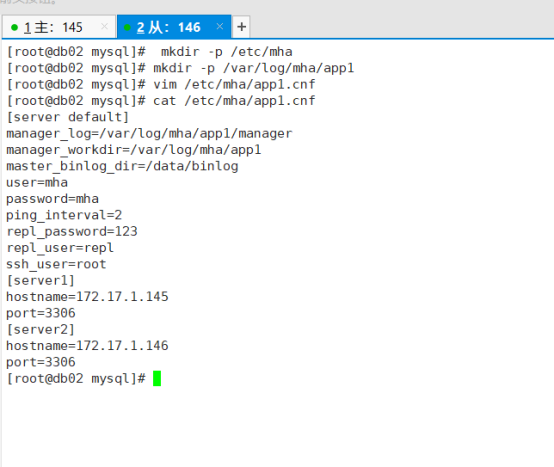 1 主: 145 × 2 从: 146 × +
[root@db02 mysql]#  mkdir -p /etc/mha
[root@db02 mysql]# mkdir -p /var/log/mha/app1
[root@db02 mysql]# vim /etc/mha/app1.cnf
[root@db02 mysql]# cat /etc/mha/app1.cnf
[server default]
manager_log=/var/log/mha/app1/manager
manager_workdir=/var/log/mha/app1
master_binlog_dir=/data/binlog
user=mha
password=mha
ping_interval=2
repl_password=123
repl_user=repl
ssh_user=root
[server1]
hostname=172.17.1.145
port=3306
[server2]
hostname=172.17.1.146
port=3306
[root@db02 mysql]#